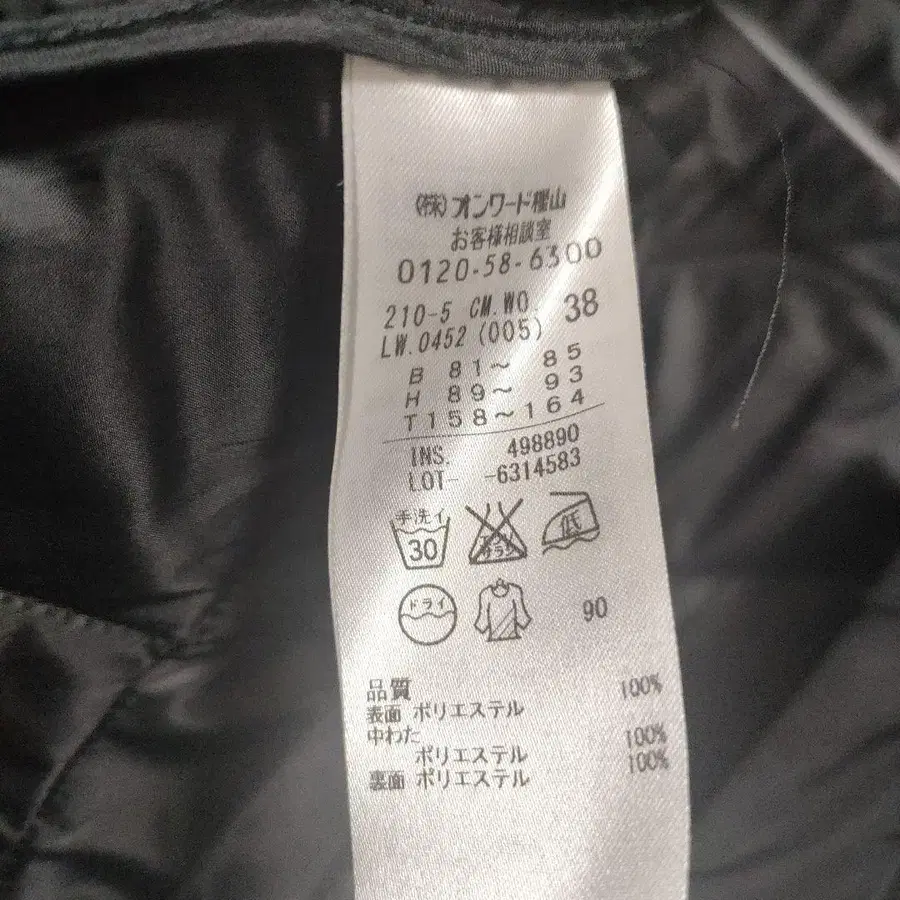 (株)オンワード樫山
お客様相談室
0120-58-6300
210-5 CM.WO. 38
LW.0452 (005)
B 81~ 85
H 89~ 93
T158~164
INS. 498890
LOT- -6314583
手洗イ
30
低
ドライ
90
品質
表面 ポリエステル 100%
中わた
ポリエステル 100%
裏面 ポリエステル 100%